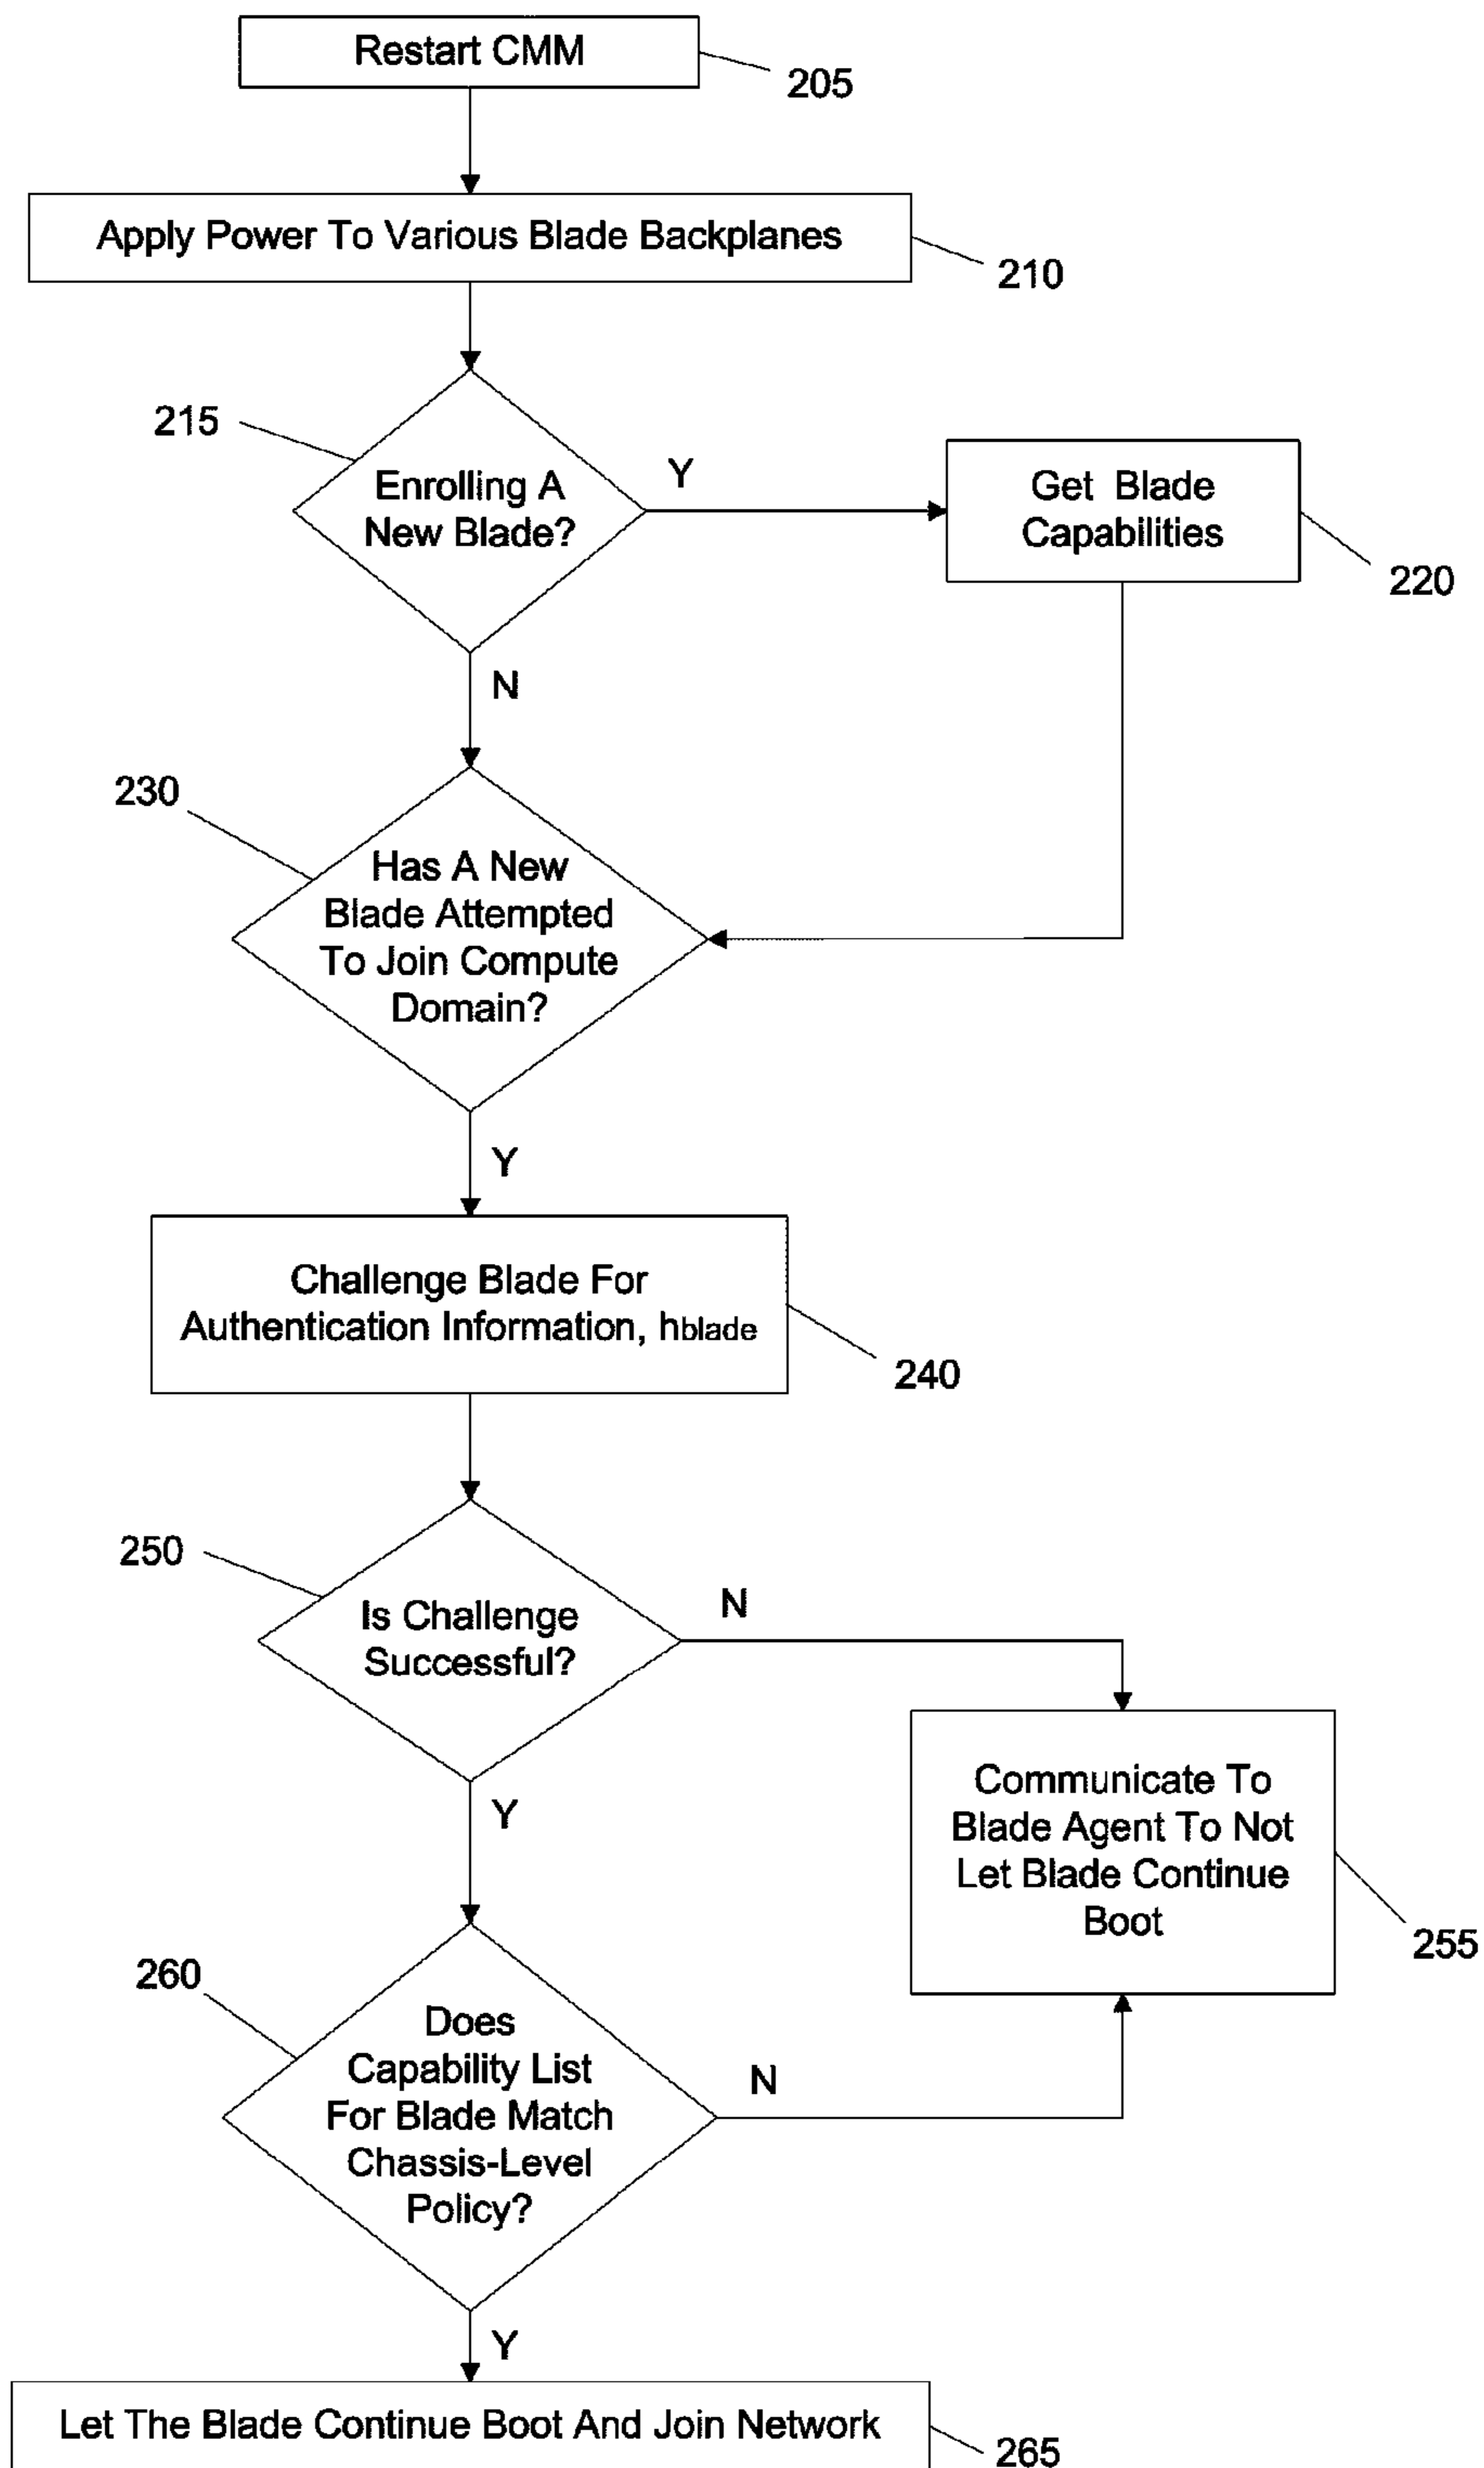 Restart CMM
205
Apply Power To Various Blade Backplanes
210
215
Enrolling A
New Blade?
Y
Get Blade
Capabilities
220
N
230
Has A New
Blade Attempted
To Join Compute
Domain?
Y
Challenge Blade For
Authentication Information, hblade
240
250
Is Challenge
Successful?
N
Y
Communicate To
Blade Agent To Not
Let Blade Continue
Boot
255
260
Does
Capability List
For Blade Match
Chassis-Level
Policy?
N
Y
Let The Blade Continue Boot And Join Network
265